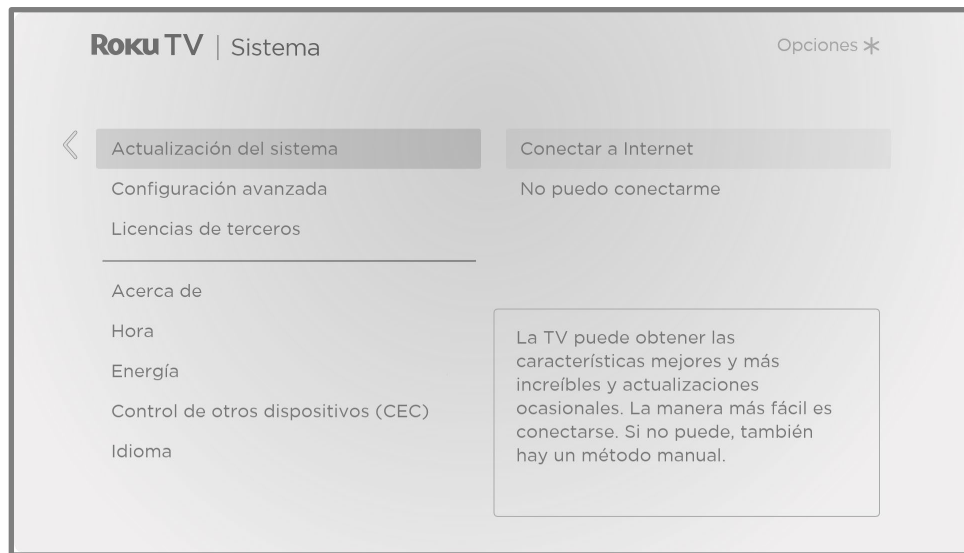 Roku TV | Sistema
Opciones
Actualización del sistema
Configuración avanzada
Licencias de terceros
Acerca de
Hora
Energía
Control de otros dispositivos (CEC)
Idioma
Conectar a Internet
No puedo conectarme
La TV puede obtener las
características mejores y más
increíbles y actualizaciones
ocasionales. La manera más fácil es
conectarse. Si no puede, también
hay un método manual.